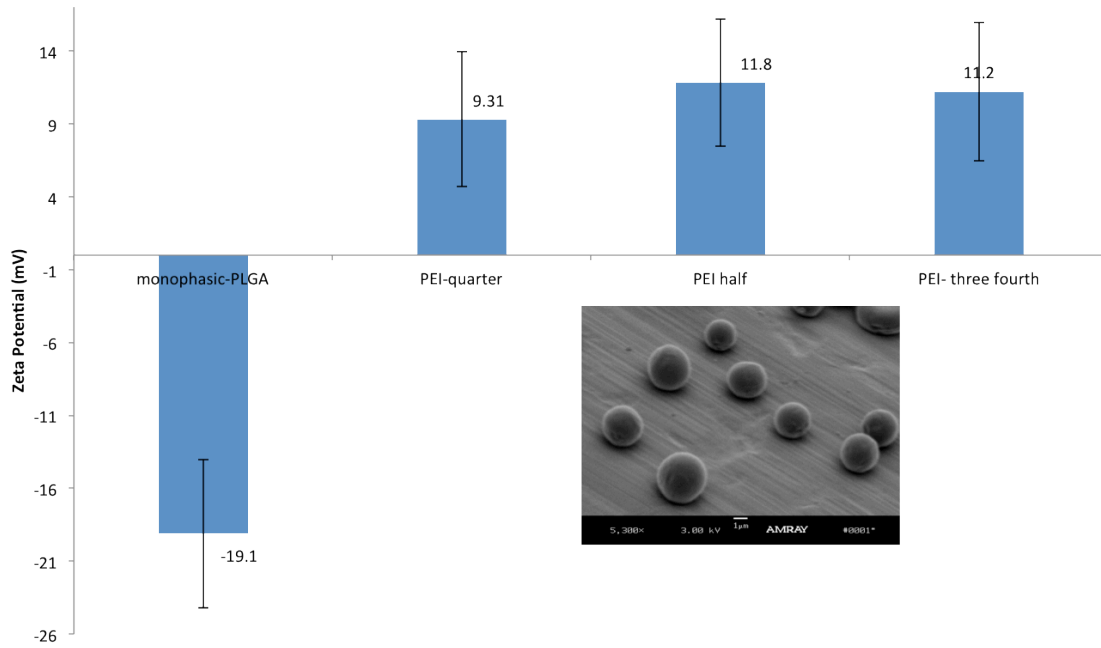 14
9
4
-1
-6
-11
-16
-21
-26
Zeta Potential (mV)
9.31
11.8
11.2
-19.1
monophasic-PLGA
PEI-quarter
PEI half
PEI- three fourth
5,300× 3.00 kV 1µm AMRAY #0001"